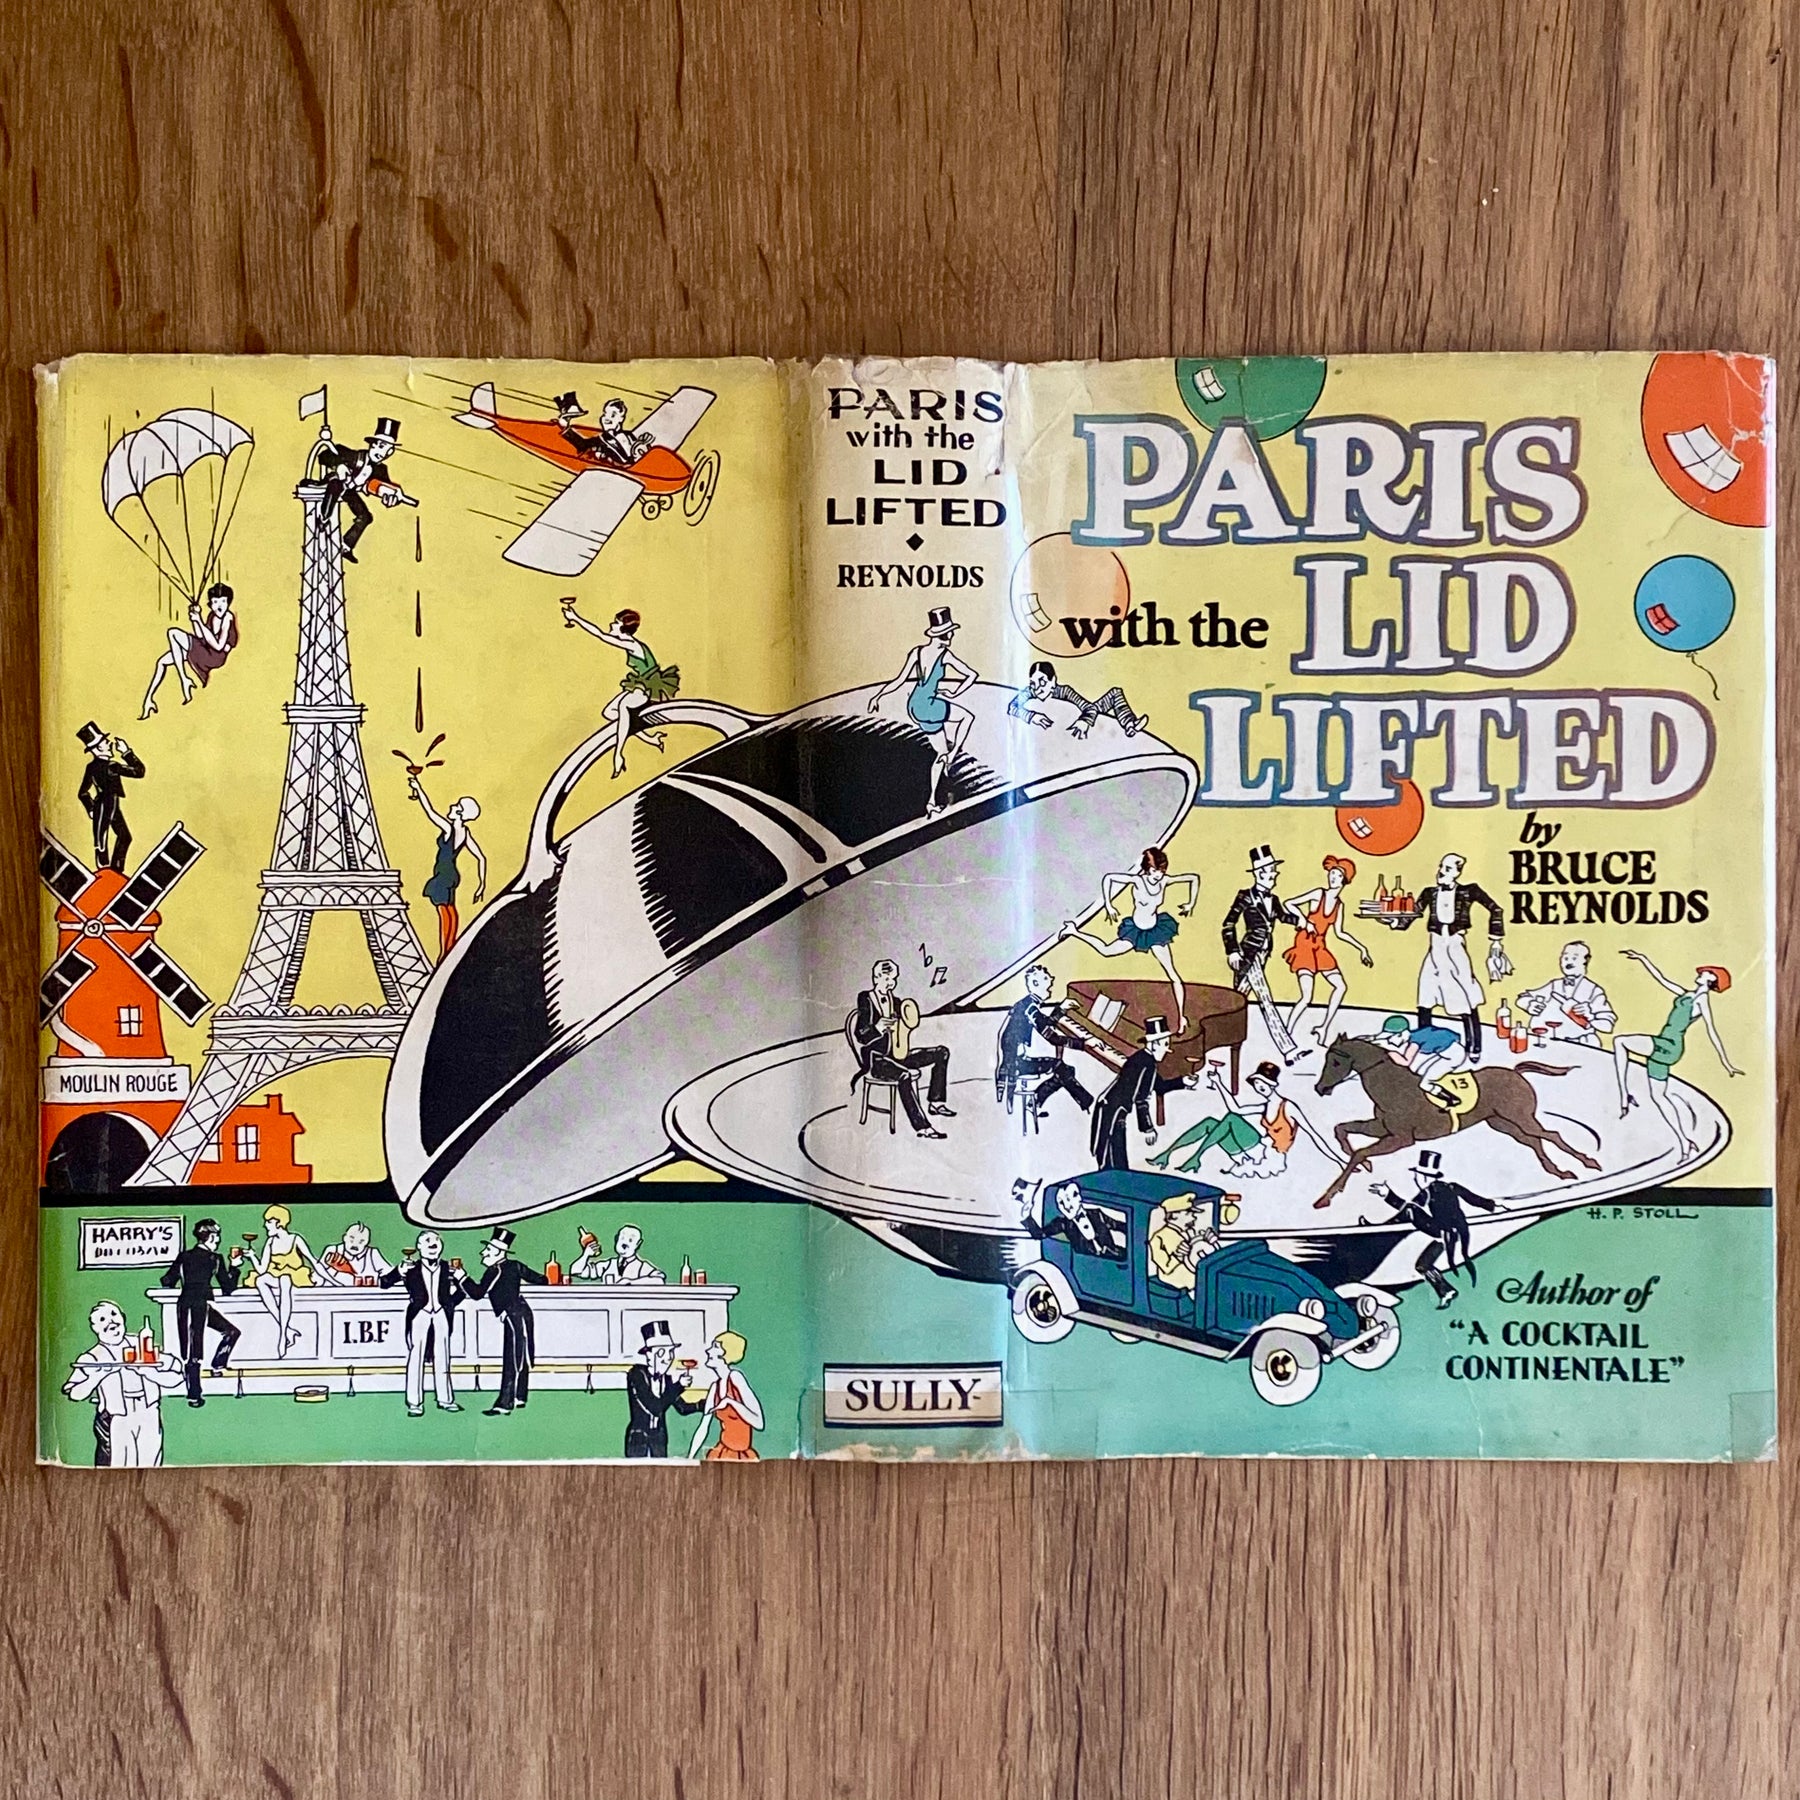 MOULIN ROUGE
HARRY'S
I.B.F
PARIS
with the
LID
LIFTED
REYNOLDS
SULLY-
PARIS
with the LID
LIFTED
by
BRUCE
REYNOLDS
13
H. P. STOLL
Author of
"A COCKTAIL
CONTINENTALE"